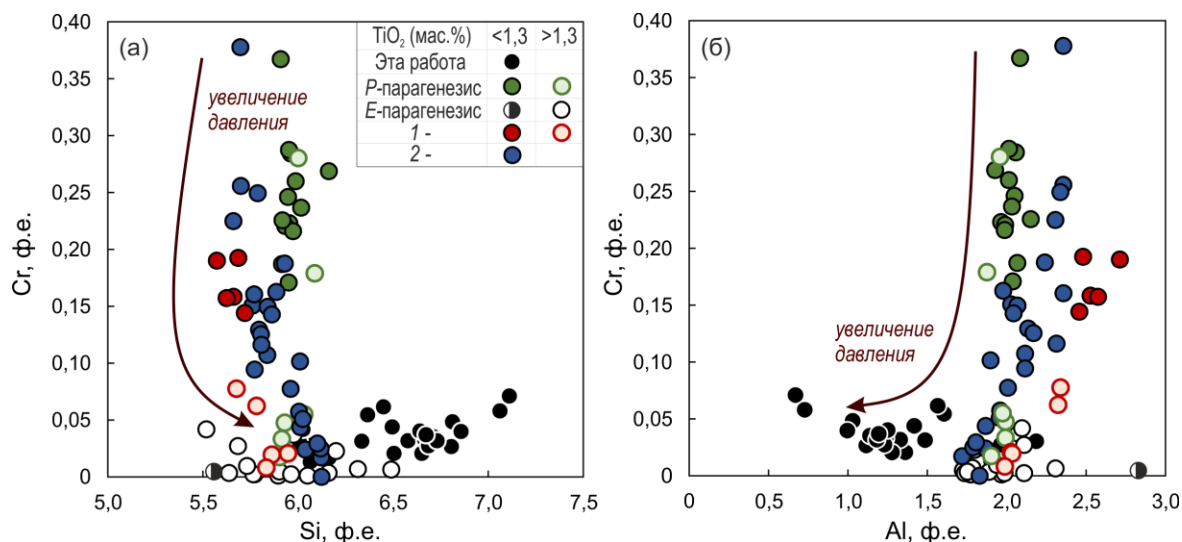 (а)
0,40
0,35
0,30
0,25
0,20
0,15
0,10
0,05
0
Cr, ф.е.
увеличение
давления
TiO₂ (мас.%) <1,3 >1,3
Эта работа
P-парагенезис
E-парагенезис
1 -
2 -
5,0 5,5 6,0 6,5 7,0 7,5
Si, ф.е.
(б)
0,40
0,35
0,30
0,25
0,20
0,15
0,10
0,05
0
Cr, ф.е.
увеличение
давления
0 0,5 1,0 1,5 2,0 2,5 3,0
Al, ф.е.